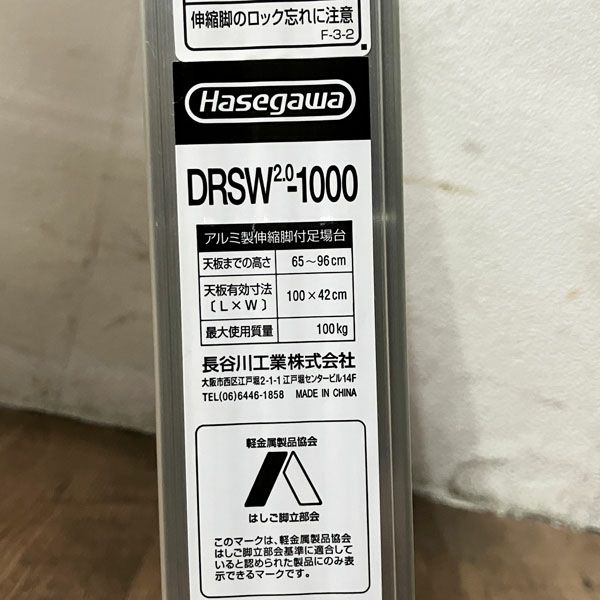 伸縮脚のロック忘れに注意
F-3-2
Hasegawa
DRSW2.0-1000
アルミ製伸縮脚付足場台
天板までの高さ 65～96cm
天板有効寸法 100×42cm
〔L×W〕
最大使用質量 100kg
長谷川工業株式会社
大阪市西区江戸堀2-1-1 江戸堀センタービル14F
TEL(06)6446-1858 MADE IN CHINA
軽金属製品協会
はしご脚立部会
このマークは、軽金属製品協会
はしご脚立部会基準に適合して
いると認められた製品にのみ表
示できるマークです。